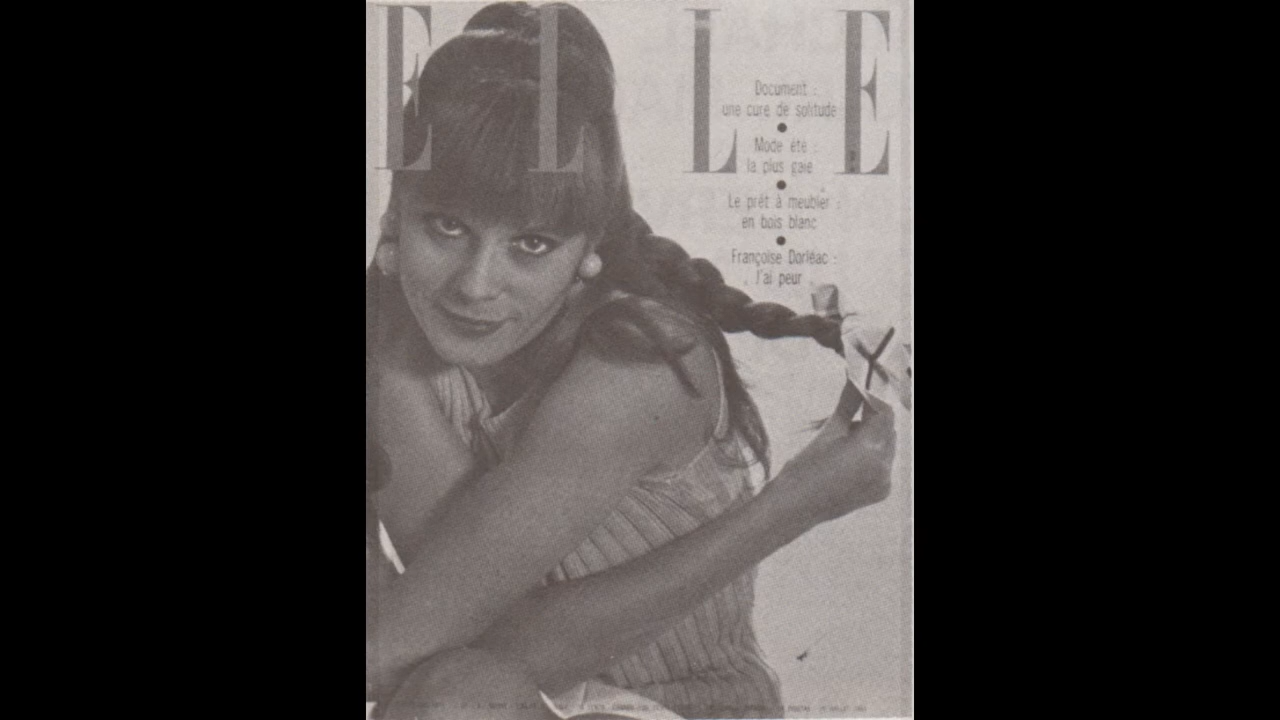 ELLE
Document :
une cure de solitude
Mode été :
la plus gaie
Le prêt à meubler :
en bois blanc
Françoise Dorléac :
"J'ai peur"